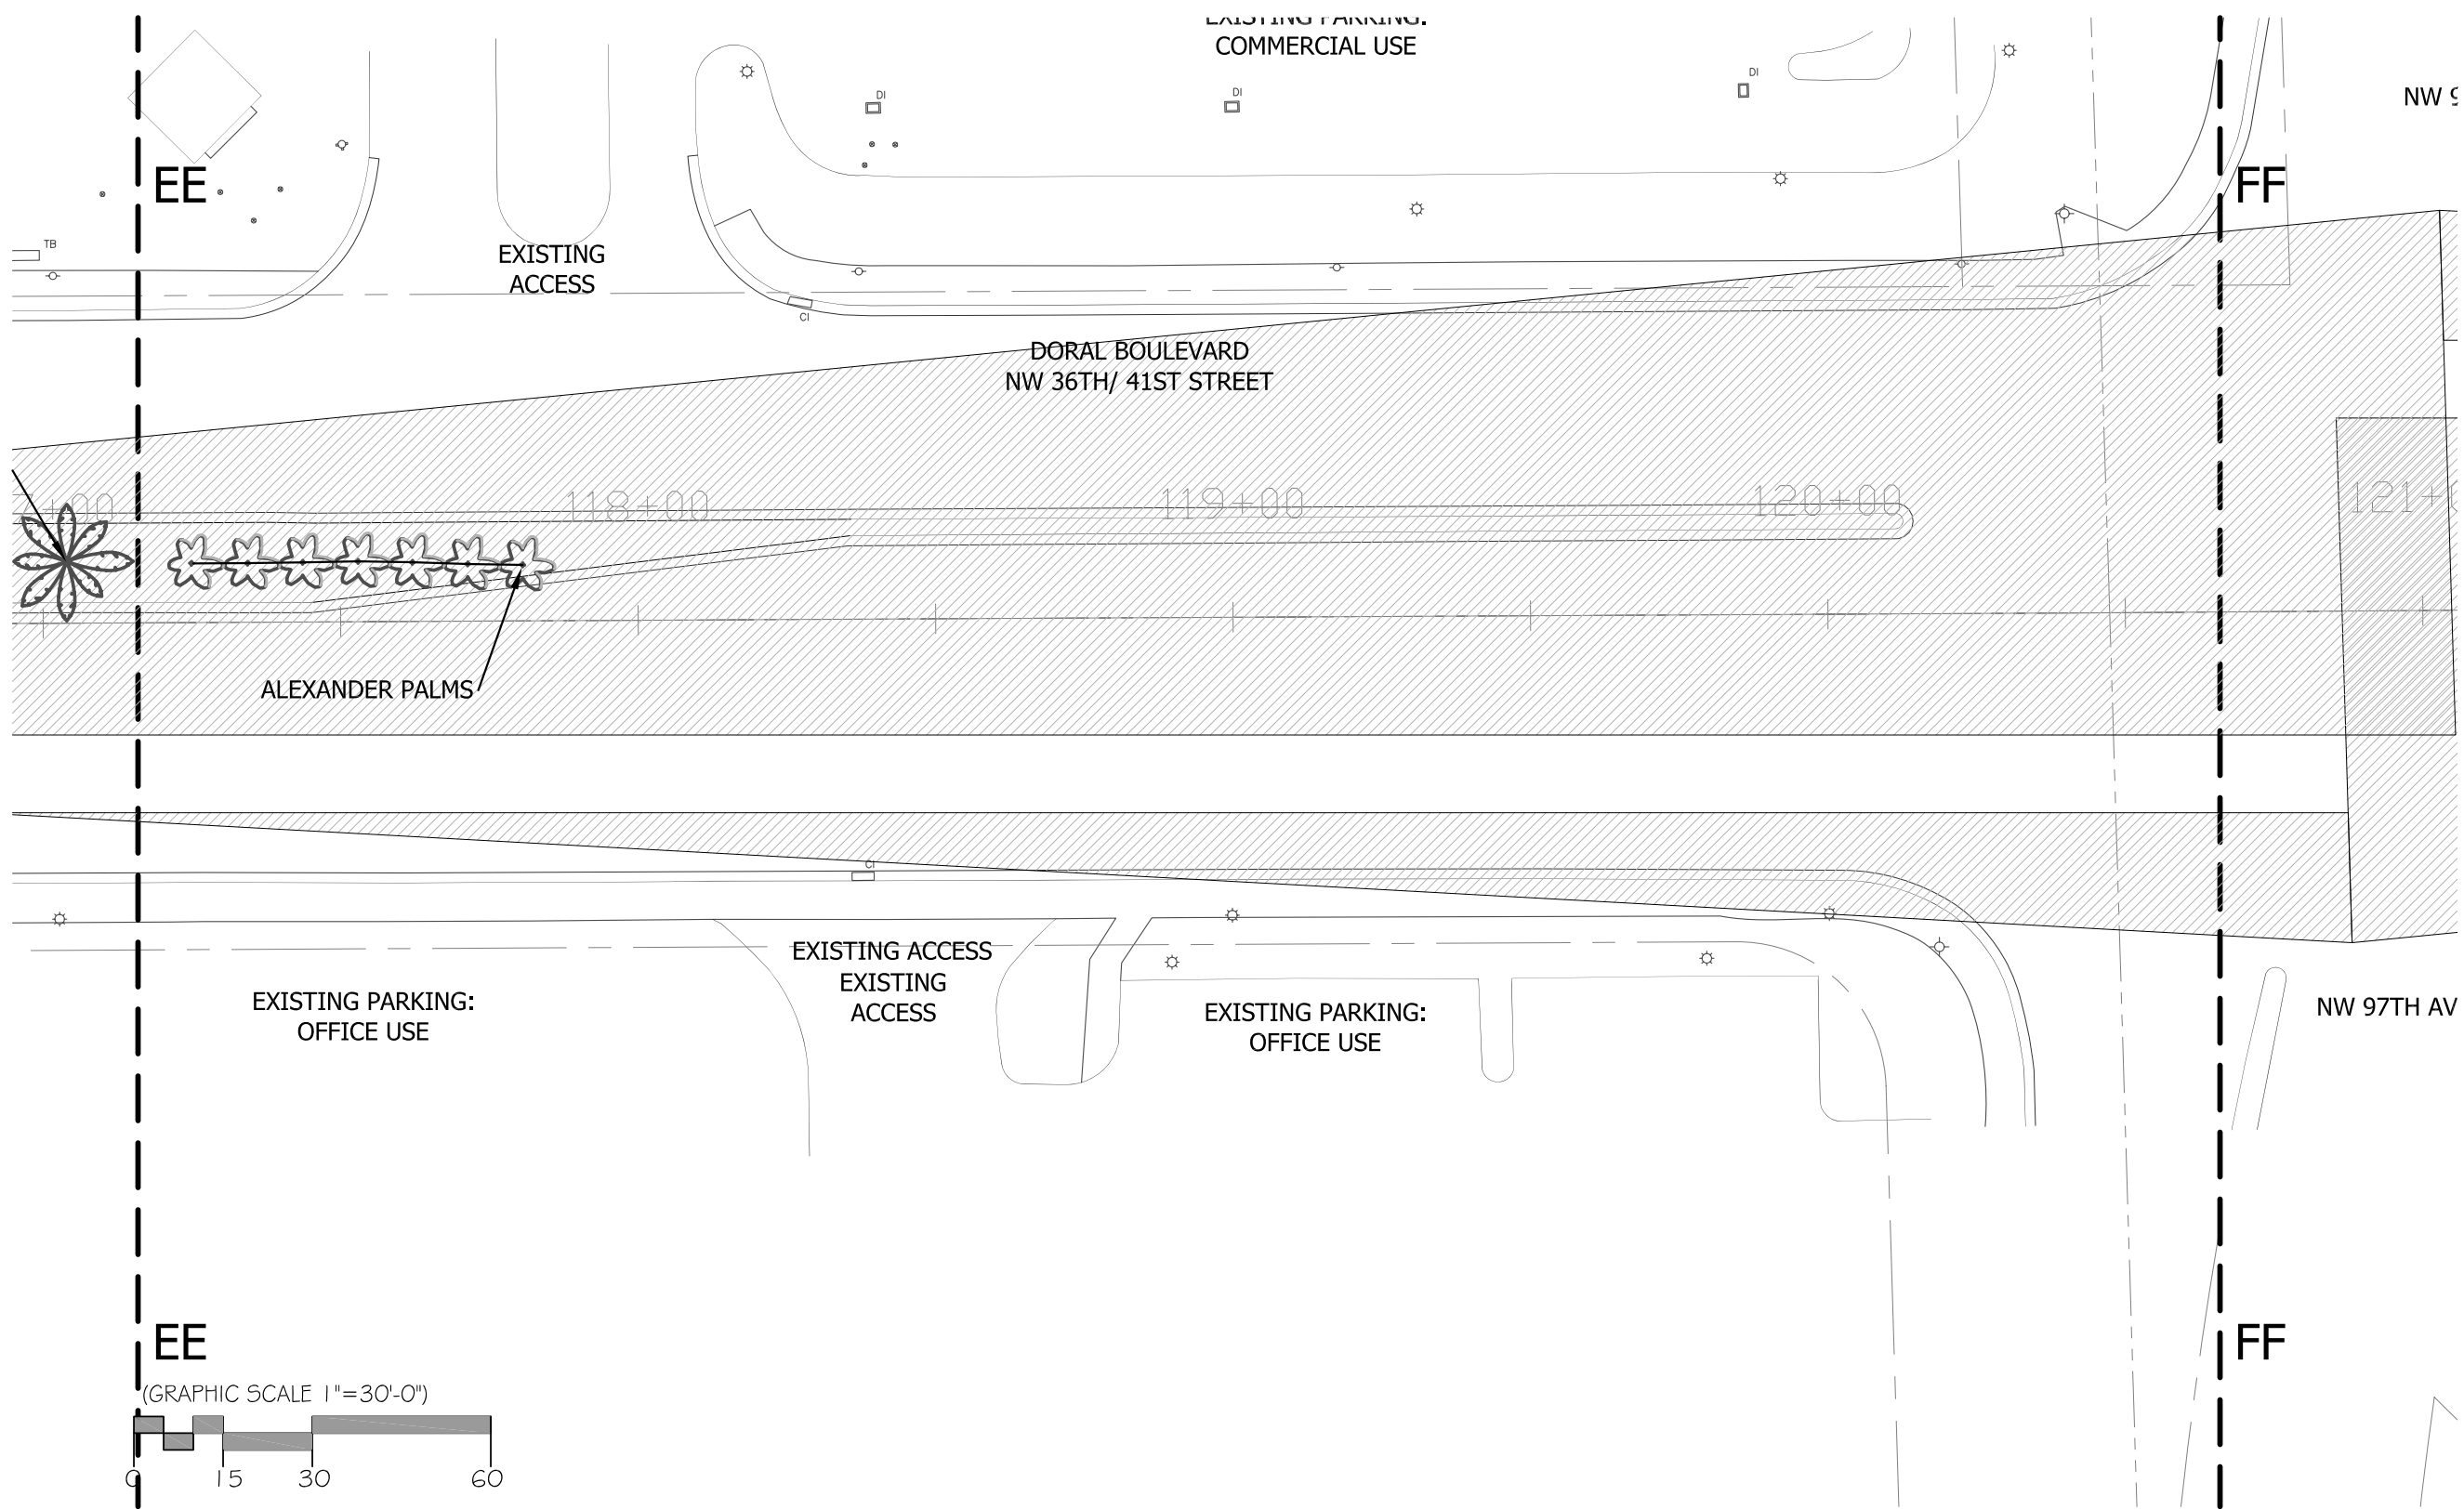 COMMERCIAL USE
DI
DI
DI
NW
EE
FF
TB
EXISTING
ACCESS
CI
DORAL BOULEVARD
NW 36TH/ 41ST STREET
+00
118+00
119+00
120+00
121+
ALEXANDER PALMS
CI
EXISTING ACCESS
EXISTING
ACCESS
EXISTING PARKING:
OFFICE USE
EXISTING PARKING:
OFFICE USE
NW 97TH AV
EE
FF
(GRAPHIC SCALE 1"=30'-0")
0 15 30 60